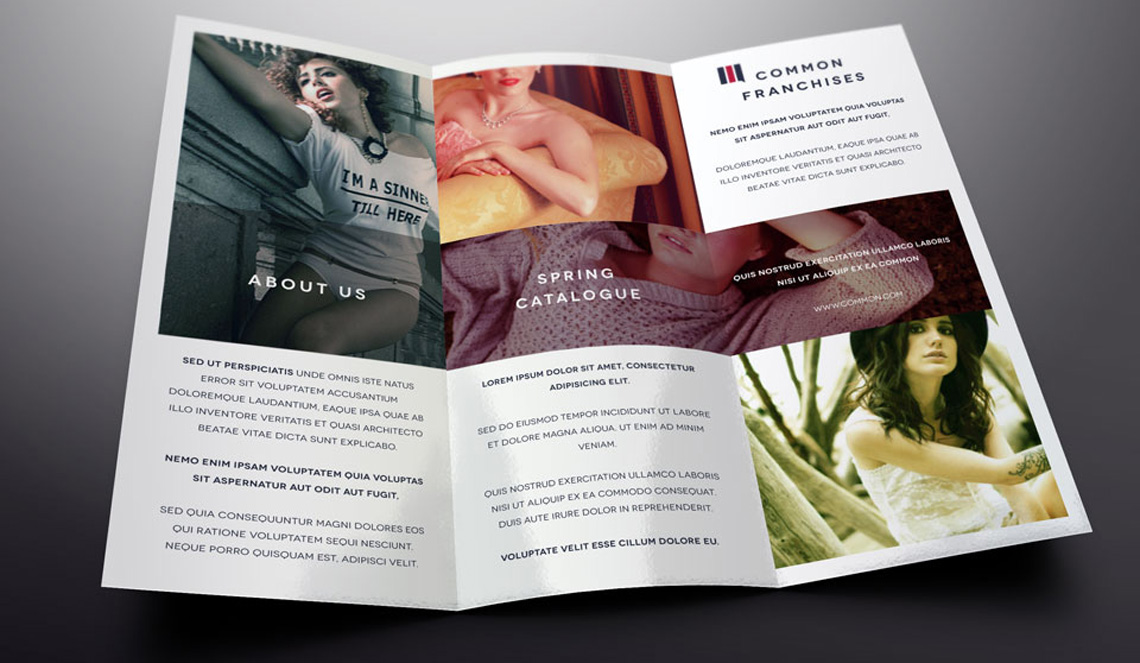 I'M A SINNER
TILL HERE
ABOUT US
SED UT PERSPICIATIS UNDE OMNIS ISTE NATUS
ERROR SIT VOLUPTATEM ACCUSANTIUM
DOLOREMQUE LAUDANTIUM, EAQUE IPSA QUAE AB
ILLO INVENTORE VERITATIS ET QUASI ARCHITECTO
BEATAE VITAE DICTA SUNT EXPLICABO.
NEMO ENIM IPSAM VOLUPTATEM QUIA VOLUPTAS
SIT ASPERNATUR AUT ODIT AUT FUGIT,
SED QUIA CONSEQUUNTUR MAGNI DOLORES EOS
QUI RATIONE VOLUPTATEM SEQUI NESCIUNT.
NEQUE PORRO QUISQUAM EST, ADIPISCI VELIT.
SPRING
CATALOGUE
LOREM IPSUM DOLOR SIT AMET, CONSECTETUR
ADIPISICING ELIT.
SED DO EIUSMOD TEMPOR INCIDIDUNT UT LABORE
ET DOLORE MAGNA ALIQUA. UT ENIM AD MINIM
VENIAM.
QUIS NOSTRUD EXERCITATION ULLAMCO LABORIS
NISI UT ALIQUIP EX EA COMMODO CONSEQUAT.
DUIS AUTE IRURE DOLOR IN REPREHENDERIT.
VOLUPTATE VELIT ESSE CILLUM DOLORE EU.
COMMON
FRANCHISES
NEMO ENIM IPSAM VOLUPTATEM QUIA VOLUPTAS
SIT ASPERNATUR AUT ODIT AUT FUGIT,
DOLOREMQUE LAUDANTIUM, EAQUE IPSA QUAE AB
ILLO INVENTORE VERITATIS ET QUASI ARCHITECTO
BEATAE VITAE DICTA SUNT EXPLICABO.
QUIS NOSTRUD EXERCITATION ULLAMCO LABORIS
NISI UT ALIQUIP EX EA COMMON
WWW.COMMON.COM